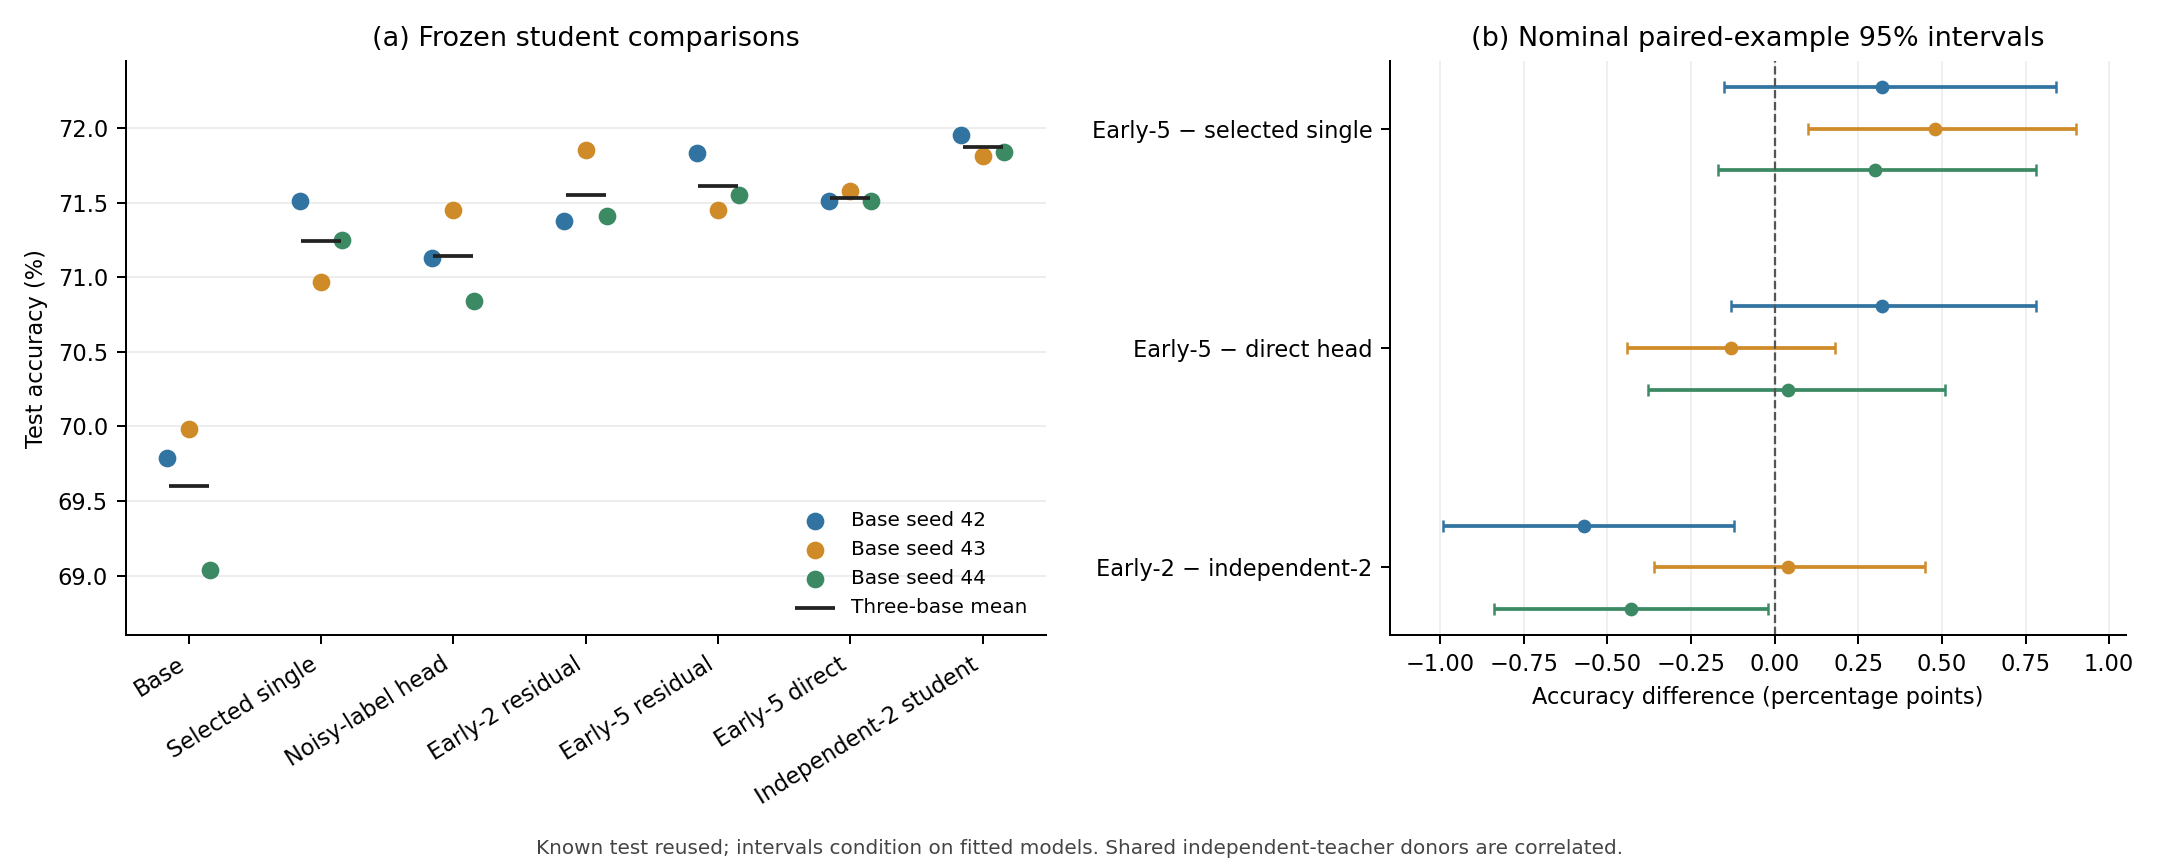 (a) Frozen student comparisons
Test accuracy (%)
72.0
71.5
71.0
70.5
70.0
69.5
69.0
Base seed 42
Base seed 43
Base seed 44
Three-base mean
Base
Selected single
Noisy-label head
Early-2 residual
Early-5 residual
Early-5 direct
Independent-2 student
(b) Nominal paired-example 95% intervals
Early-5 − selected single
Early-5 − direct head
Early-2 − independent-2
−1.00 −0.75 −0.50 −0.25 0.00 0.25 0.50 0.75 1.00
Accuracy difference (percentage points)
Known test reused; intervals condition on fitted models. Shared independent-teacher donors are correlated.